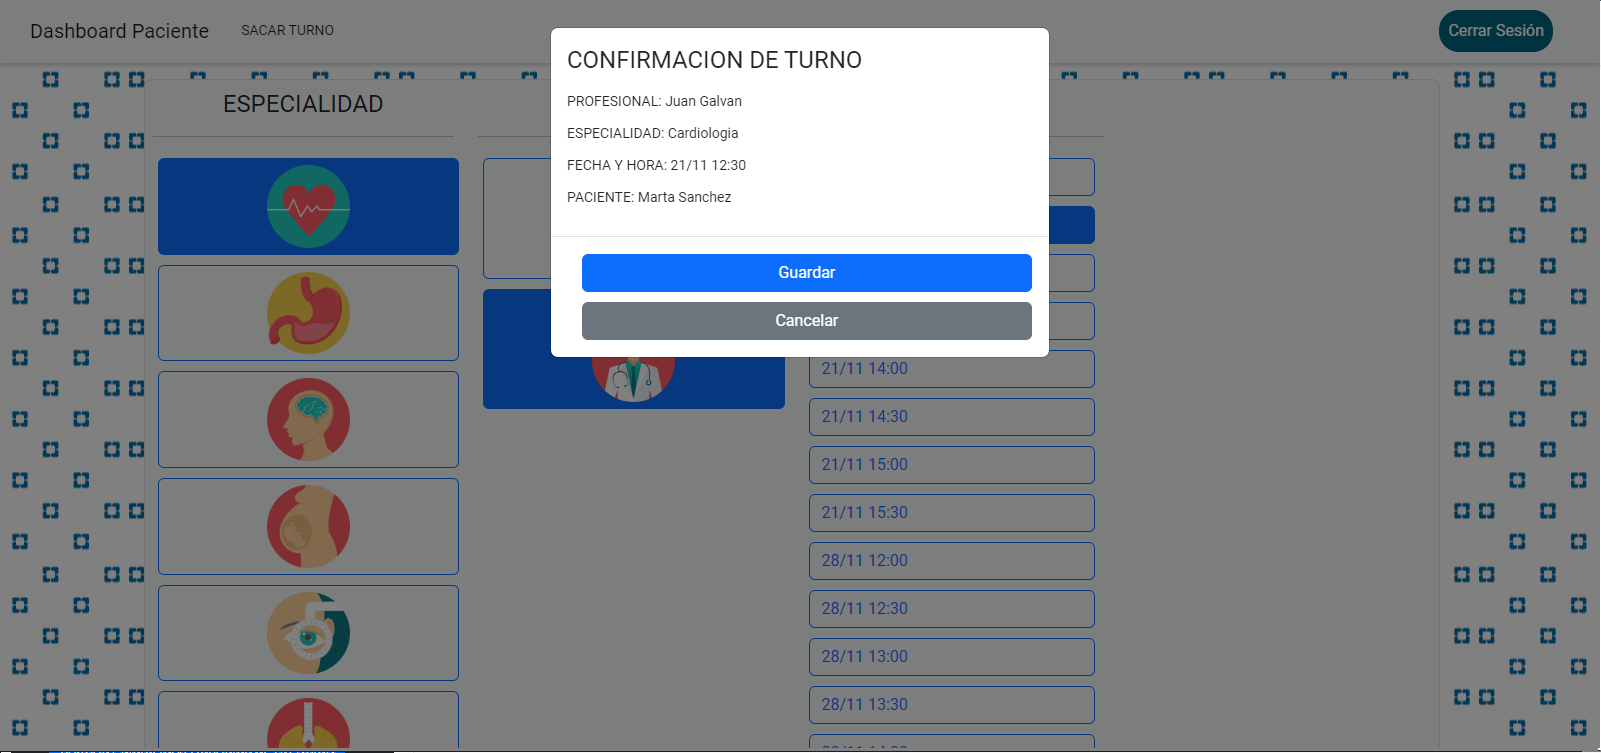 Dashboard Paciente
SACAR TURNO
Cerrar Sesión
CONFIRMACION DE TURNO
PROFESIONAL: Juan Galvan
ESPECIALIDAD: Cardiologia
FECHA Y HORA: 21/11 12:30
PACIENTE: Marta Sanchez
Guardar
Cancelar
ESPECIALIDAD
21/11 14:00
21/11 14:30
21/11 15:00
21/11 15:30
28/11 12:00
28/11 12:30
28/11 13:00
28/11 13:30